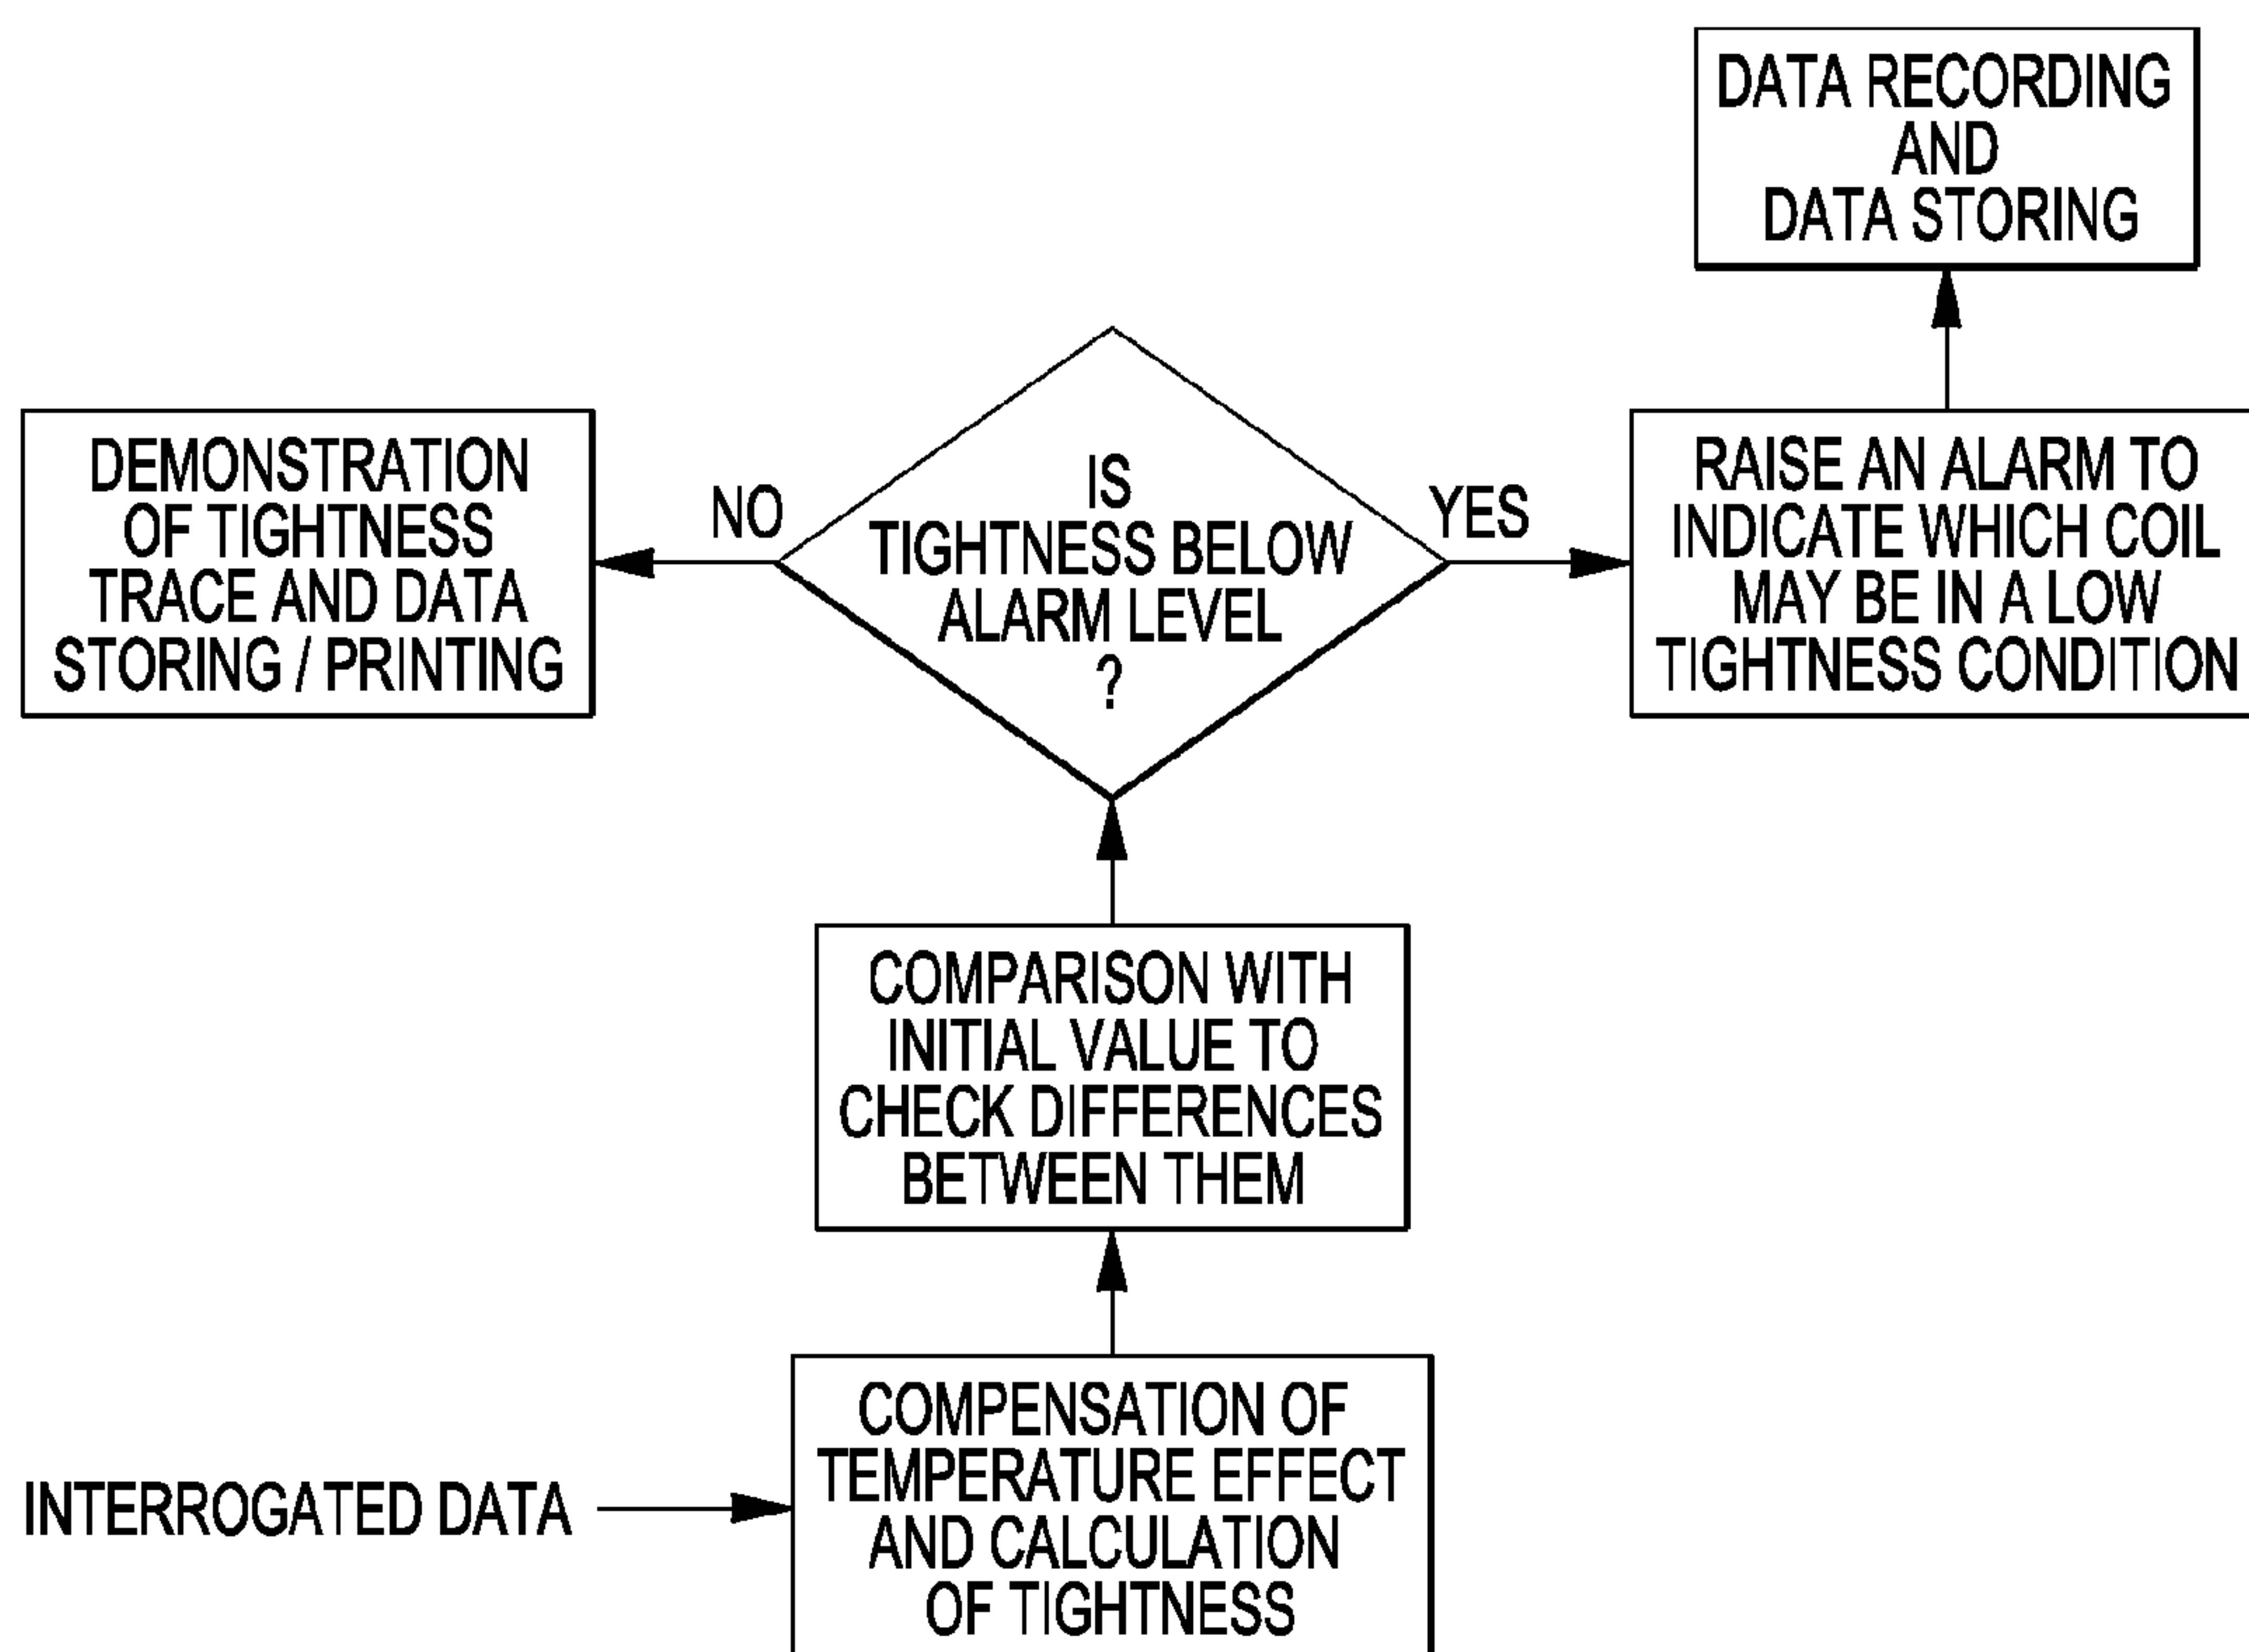 DATA RECORDING
AND
DATA STORING
DEMONSTRATION
OF TIGHTNESS
TRACE AND DATA
STORING / PRINTING
NO
IS
TIGHTNESS BELOW
ALARM LEVEL
?
YES
RAISE AN ALARM TO
INDICATE WHICH COIL
MAY BE IN A LOW
TIGHTNESS CONDITION
COMPARISON WITH
INITIAL VALUE TO
CHECK DIFFERENCES
BETWEEN THEM
INTERROGATED DATA
COMPENSATION OF
TEMPERATURE EFFECT
AND CALCULATION
OF TIGHTNESS